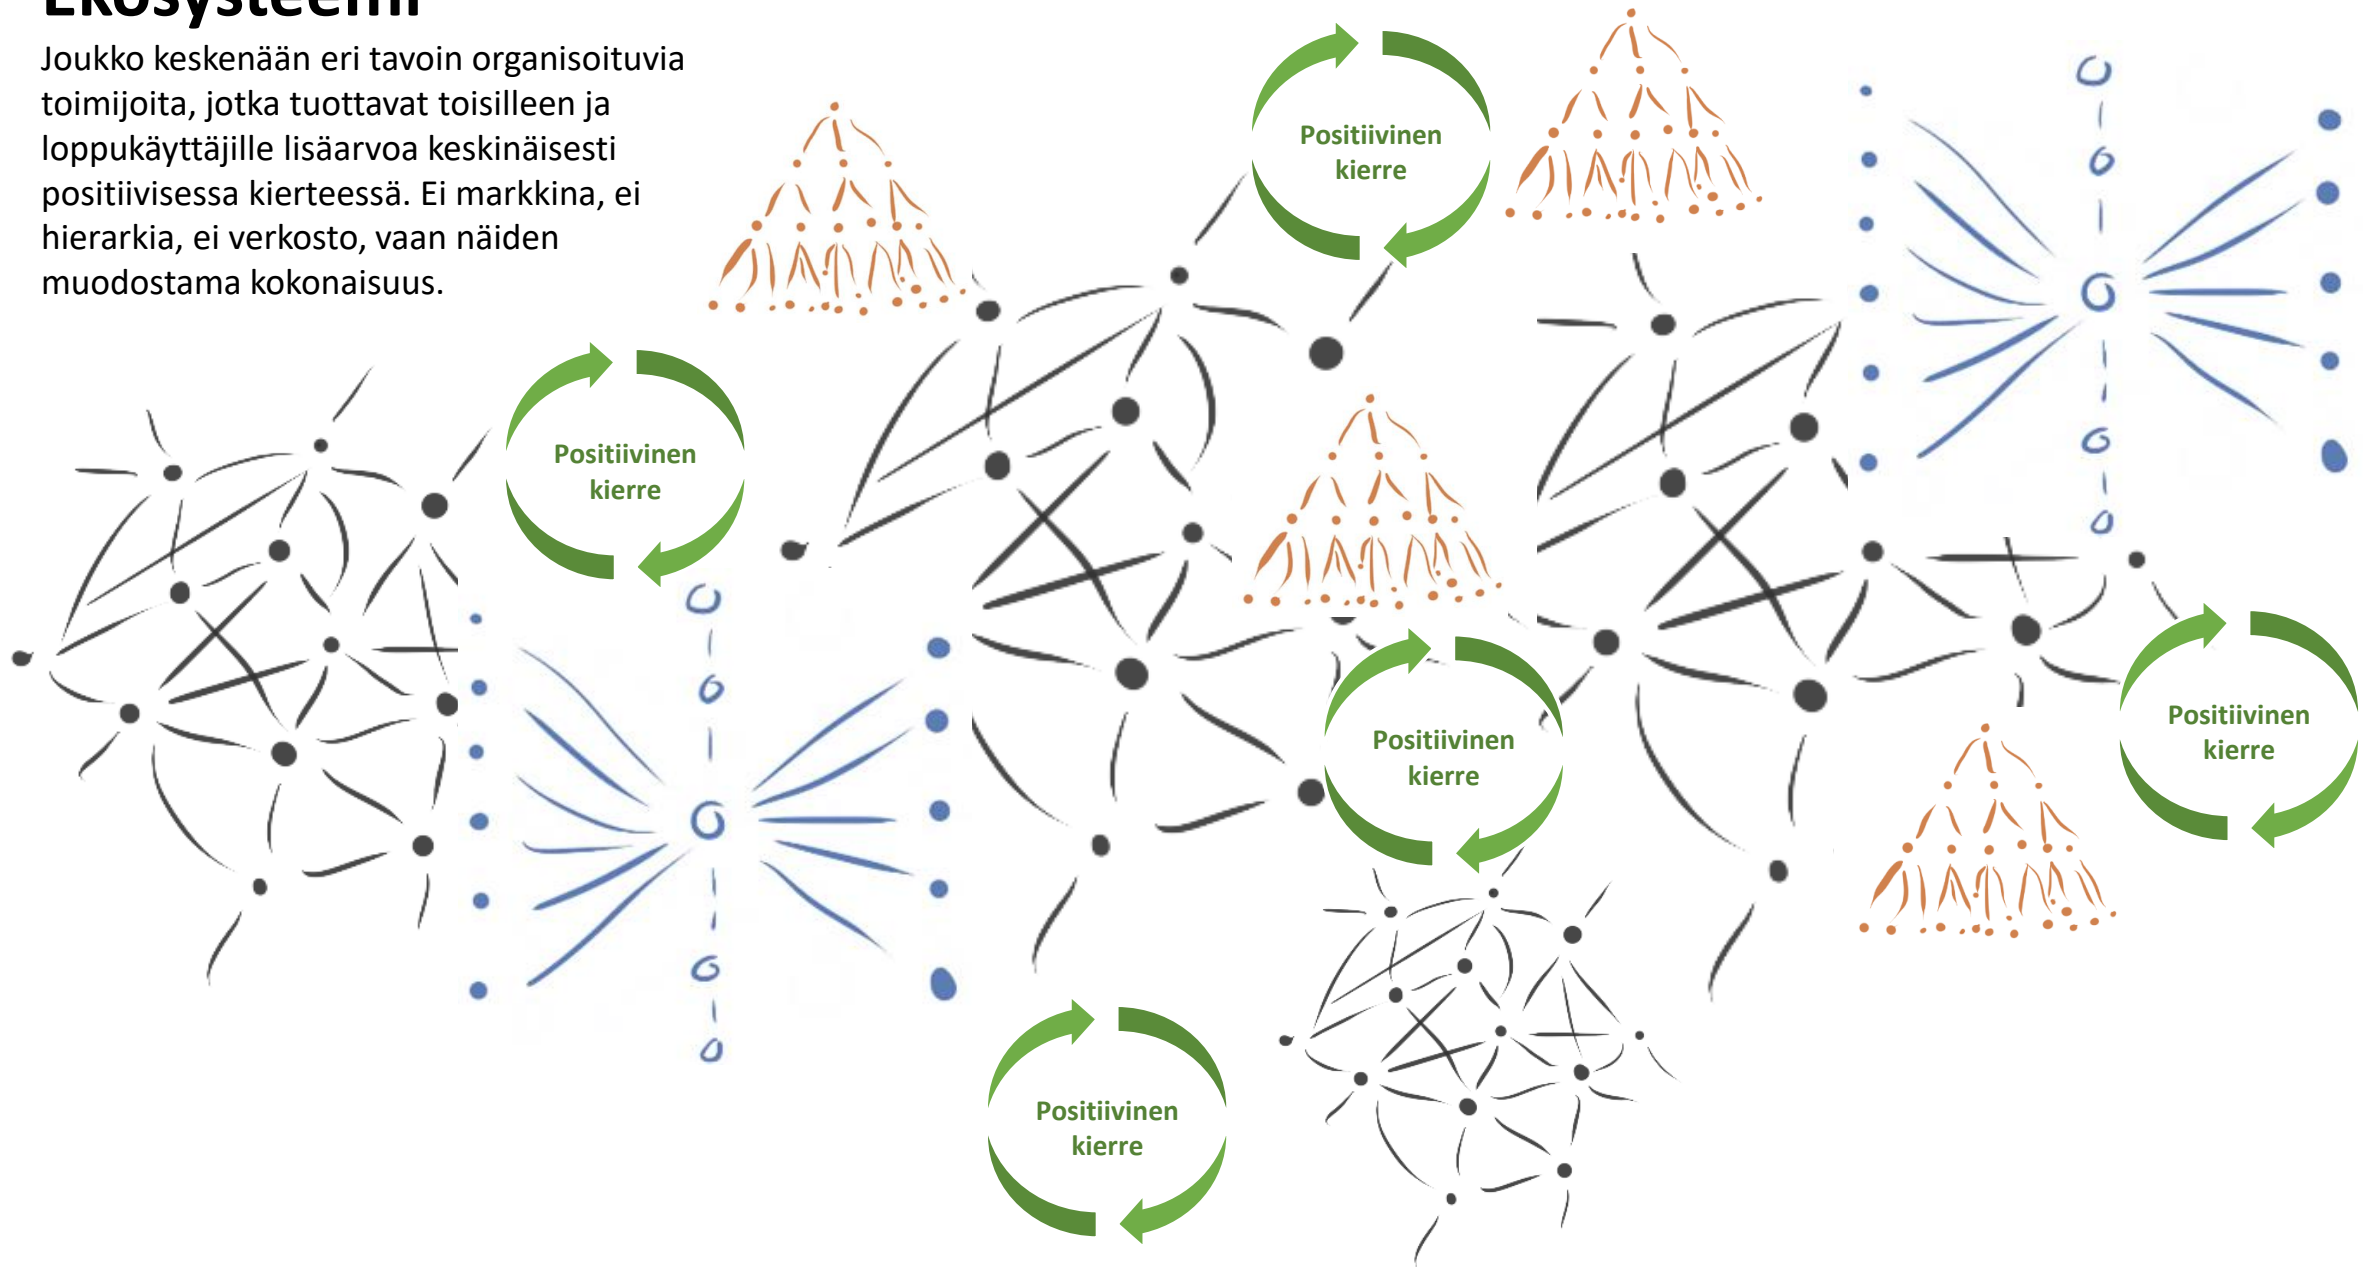 Ekosysteemi
Joukko keskenään eri tavoin organisoituvia
toimijoita, jotka tuottavat toisilleen ja
loppukäyttäjille lisäarvoa keskinäisesti
positiivisessa kierteessä. Ei markkina, ei
hierarkia, ei verkosto, vaan näiden
muodostama kokonaisuus.
Positiivinen
kierre
Positiivinen
kierre
Positiivinen
kierre
Positiivinen
kierre
Positiivinen
kierre